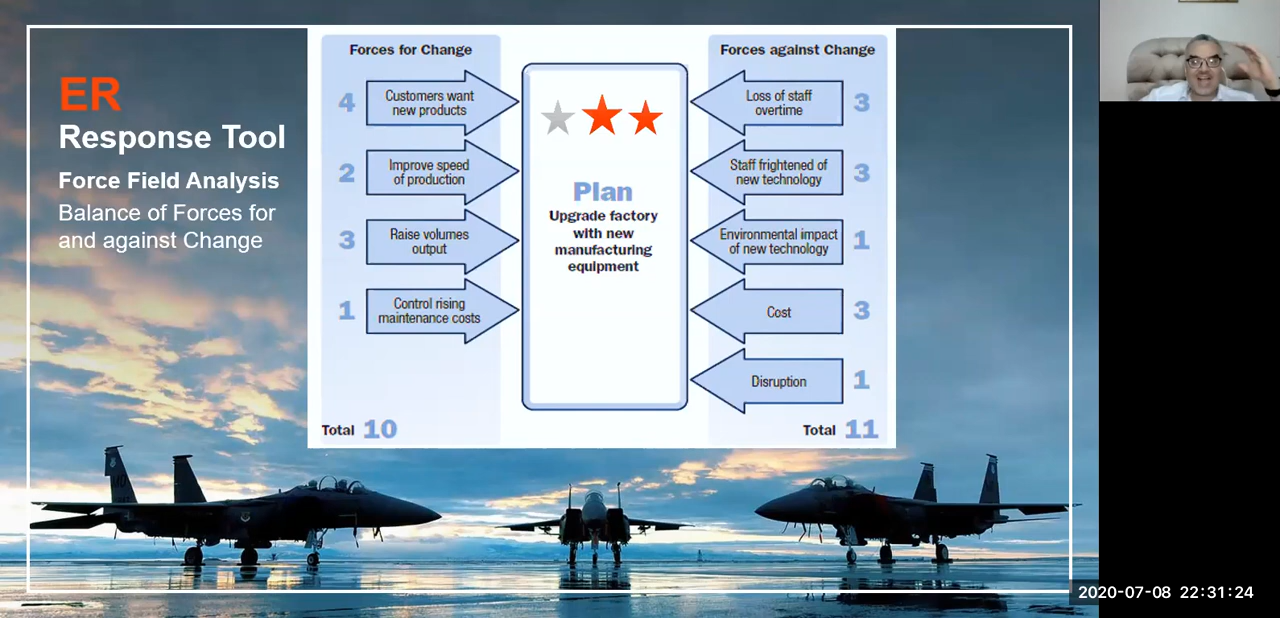 ER
Response Tool
Force Field Analysis
Balance of Forces for
and against Change
Forces for Change
4
Customers want
new products
2
Improve speed
of production
3
Raise volumes
output
1
Control rising
maintenance costs
Total 10
Plan
Upgrade factory
with new
manufacturing
equipment
Forces against Change
Loss of staff
overtime
3
Staff frightened of
new technology
3
Environmental impact
of new technology
1
Cost
3
Disruption
1
Total 11
2020-07-08 22:31:24